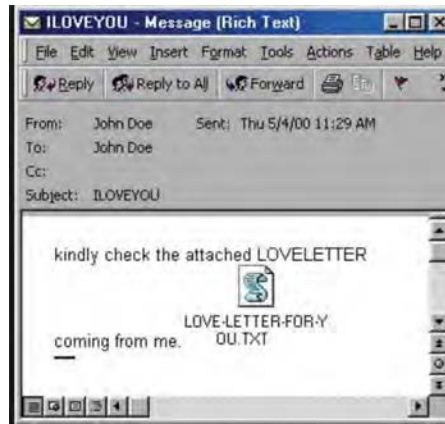 ILOVEYOU - Message (Rich Text)
File Edit View Insert Format Tools Actions Table Help
Reply Reply to All Forward
From: John Doe Sent: Thu 5/4/00 11:29 AM
To: John Doe
Cc:
Subject: ILOVEYOU
kindly check the attached LOVELETTER
LOVE-LETTER-FOR-Y
coming from me. OU.TXT